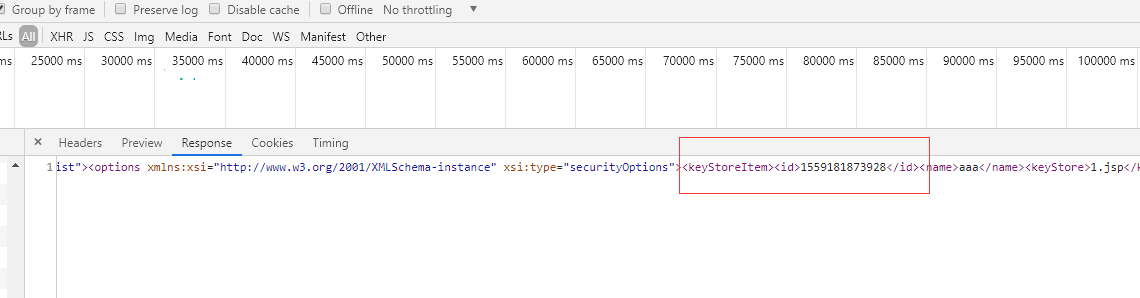 Group by frame Preserve log Disable cache Offline No throttling
All XHR JS CSS Img Media Font Doc WS Manifest Other
ms 25000 ms 30000 ms 35000 ms 40000 ms 45000 ms 50000 ms 55000 ms 60000 ms 65000 ms 70000 ms 75000 ms 80000 ms 85000 ms 90000 ms 95000 ms 100000 ms
× Headers Preview Response Cookies Timing
1 ist"><options xmlns:xsi="http://www.w3.org/2001/XMLSchema-instance" xsi:type="securityOptions"><keyStoreItem><id>1559181873928</id><name>aaa</name><keyStore>1.jsp</k